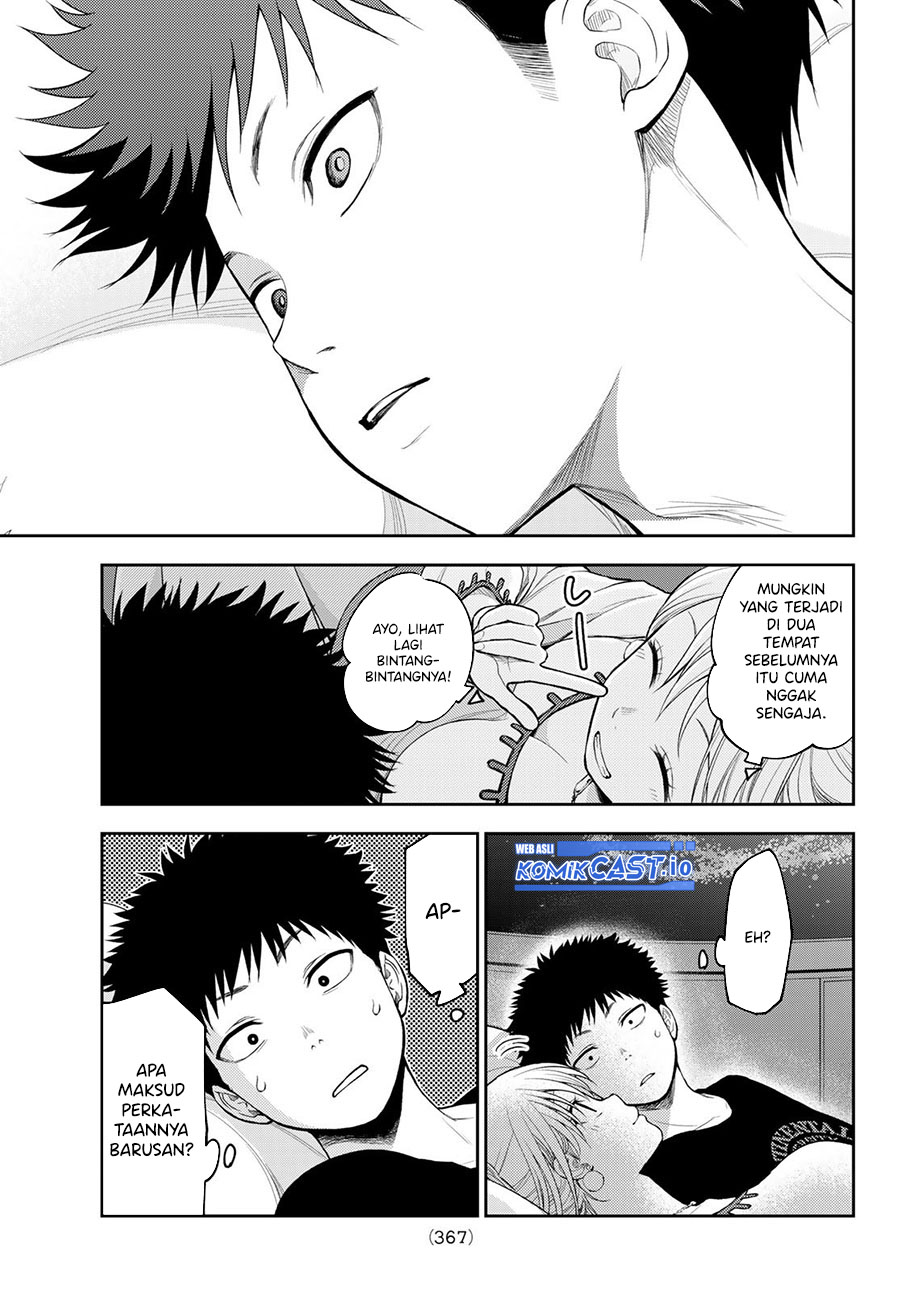 MUNGKIN
YANG TERJADI
DI DUA
TEMPAT
SEBELUMNYA
ITU CUMA
NGGAK
SENGAJA.
AYO, LIHAT
LAGI
BINTANG-
BINTANGNYA!
WEB ASLI
KOMIKCAST.io
EH?
AP-
APA
MAKSUD
PERKA-
TAANNYA
BARUSAN?
(367)